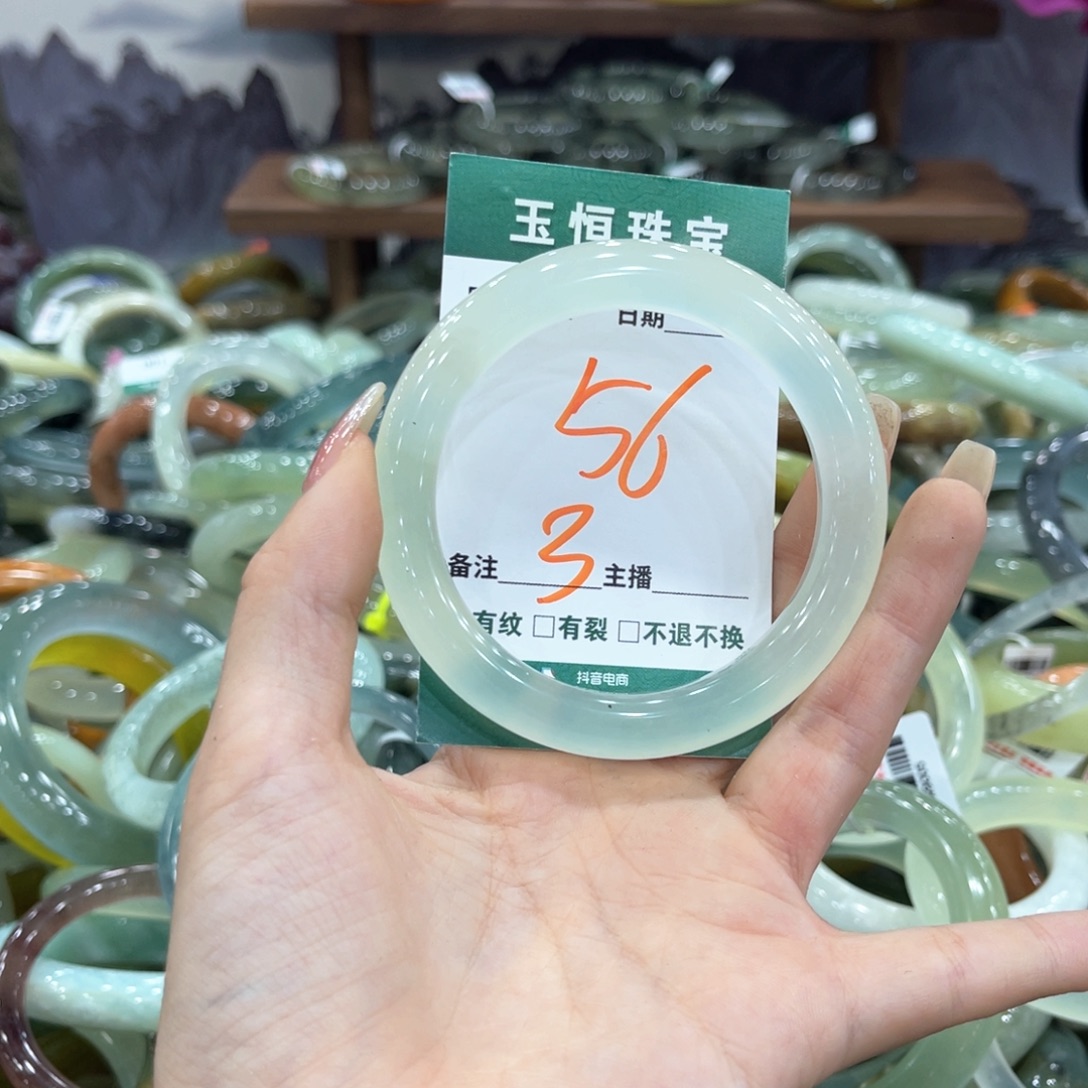 玉恒珠宝
日期
56
3
备注 主播
有纹 □有裂 □不退不换
抖音电商